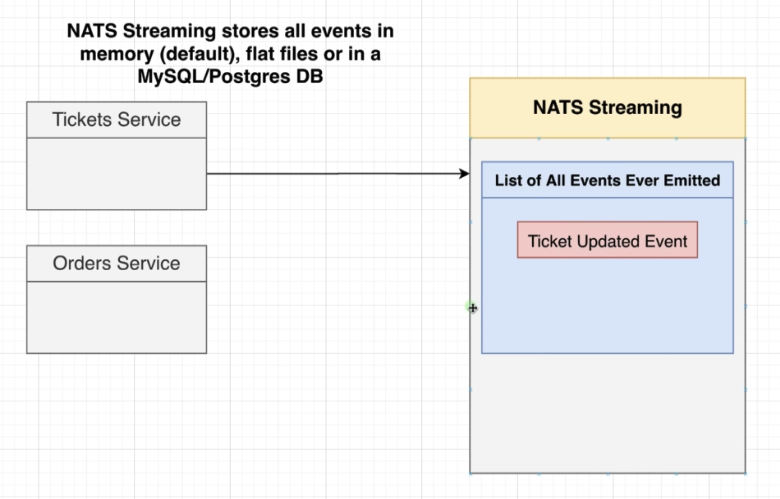 NATS Streaming stores all events in
memory (default), flat files or in a
MySQL/Postgres DB
Tickets Service
Orders Service
NATS Streaming
List of All Events Ever Emitted
Ticket Updated Event